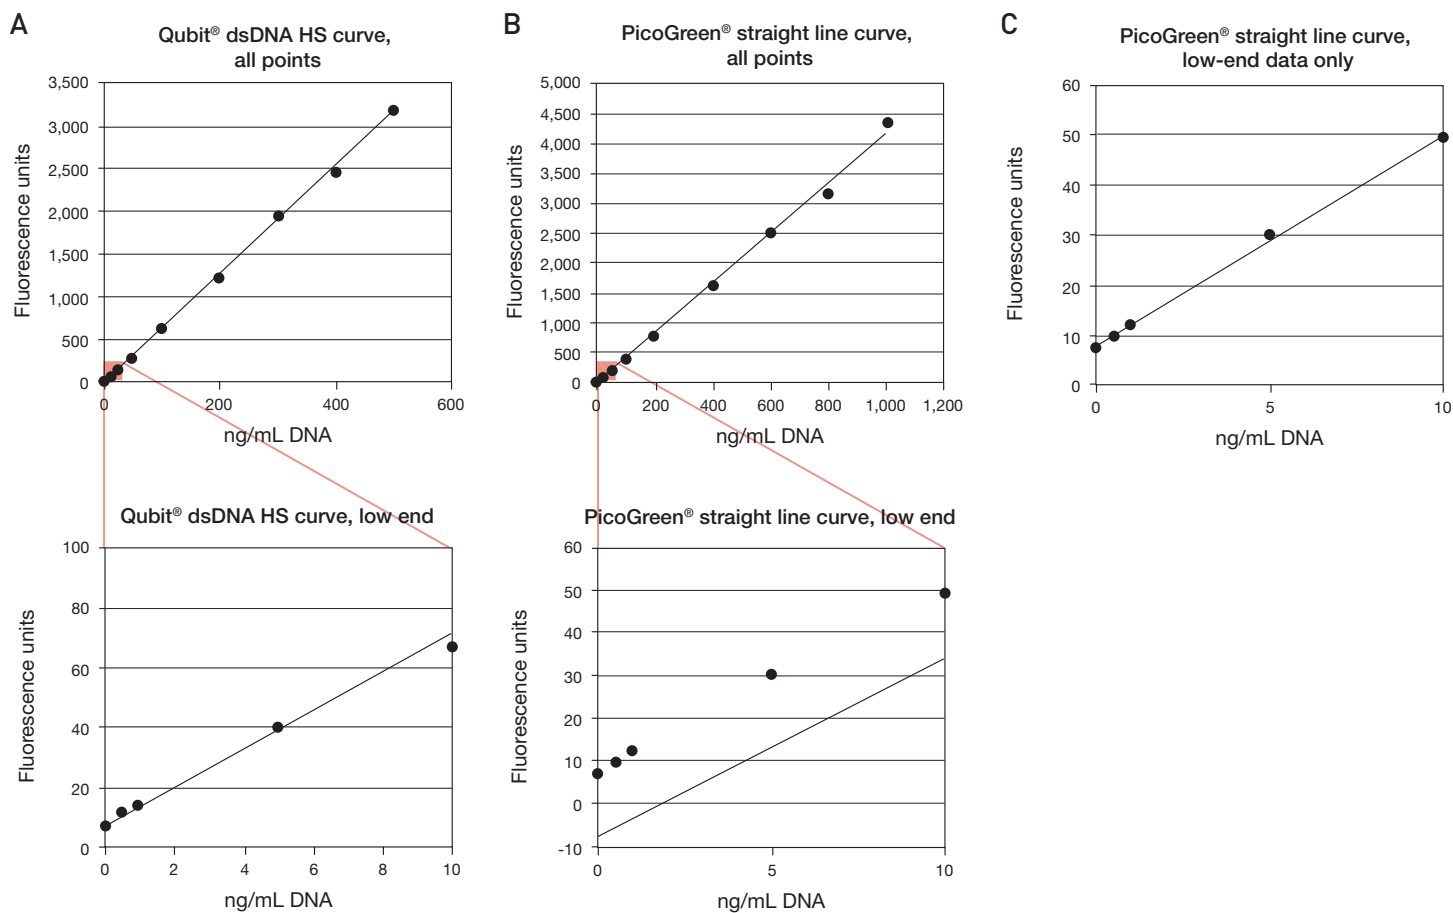 A
Qubit® dsDNA HS curve,
all points
Fluorescence units
3,500
3,000
2,500
2,000
1,500
1,000
500
0
0 200 400 600
ng/mL DNA
Qubit® dsDNA HS curve, low end
Fluorescence units
100
80
60
40
20
0
0 2 4 6 8 10
ng/mL DNA
B
PicoGreen® straight line curve,
all points
Fluorescence units
5,000
4,500
4,000
3,500
3,000
2,500
2,000
1,500
1,000
500
0
0 200 400 600 800 1,000 1,200
ng/mL DNA
PicoGreen® straight line curve, low end
Fluorescence units
60
50
40
30
20
10
0
-10
0 5 10
ng/mL DNA
C
PicoGreen® straight line curve,
low-end data only
Fluorescence units
60
50
40
30
20
10
0
0 5 10
ng/mL DNA